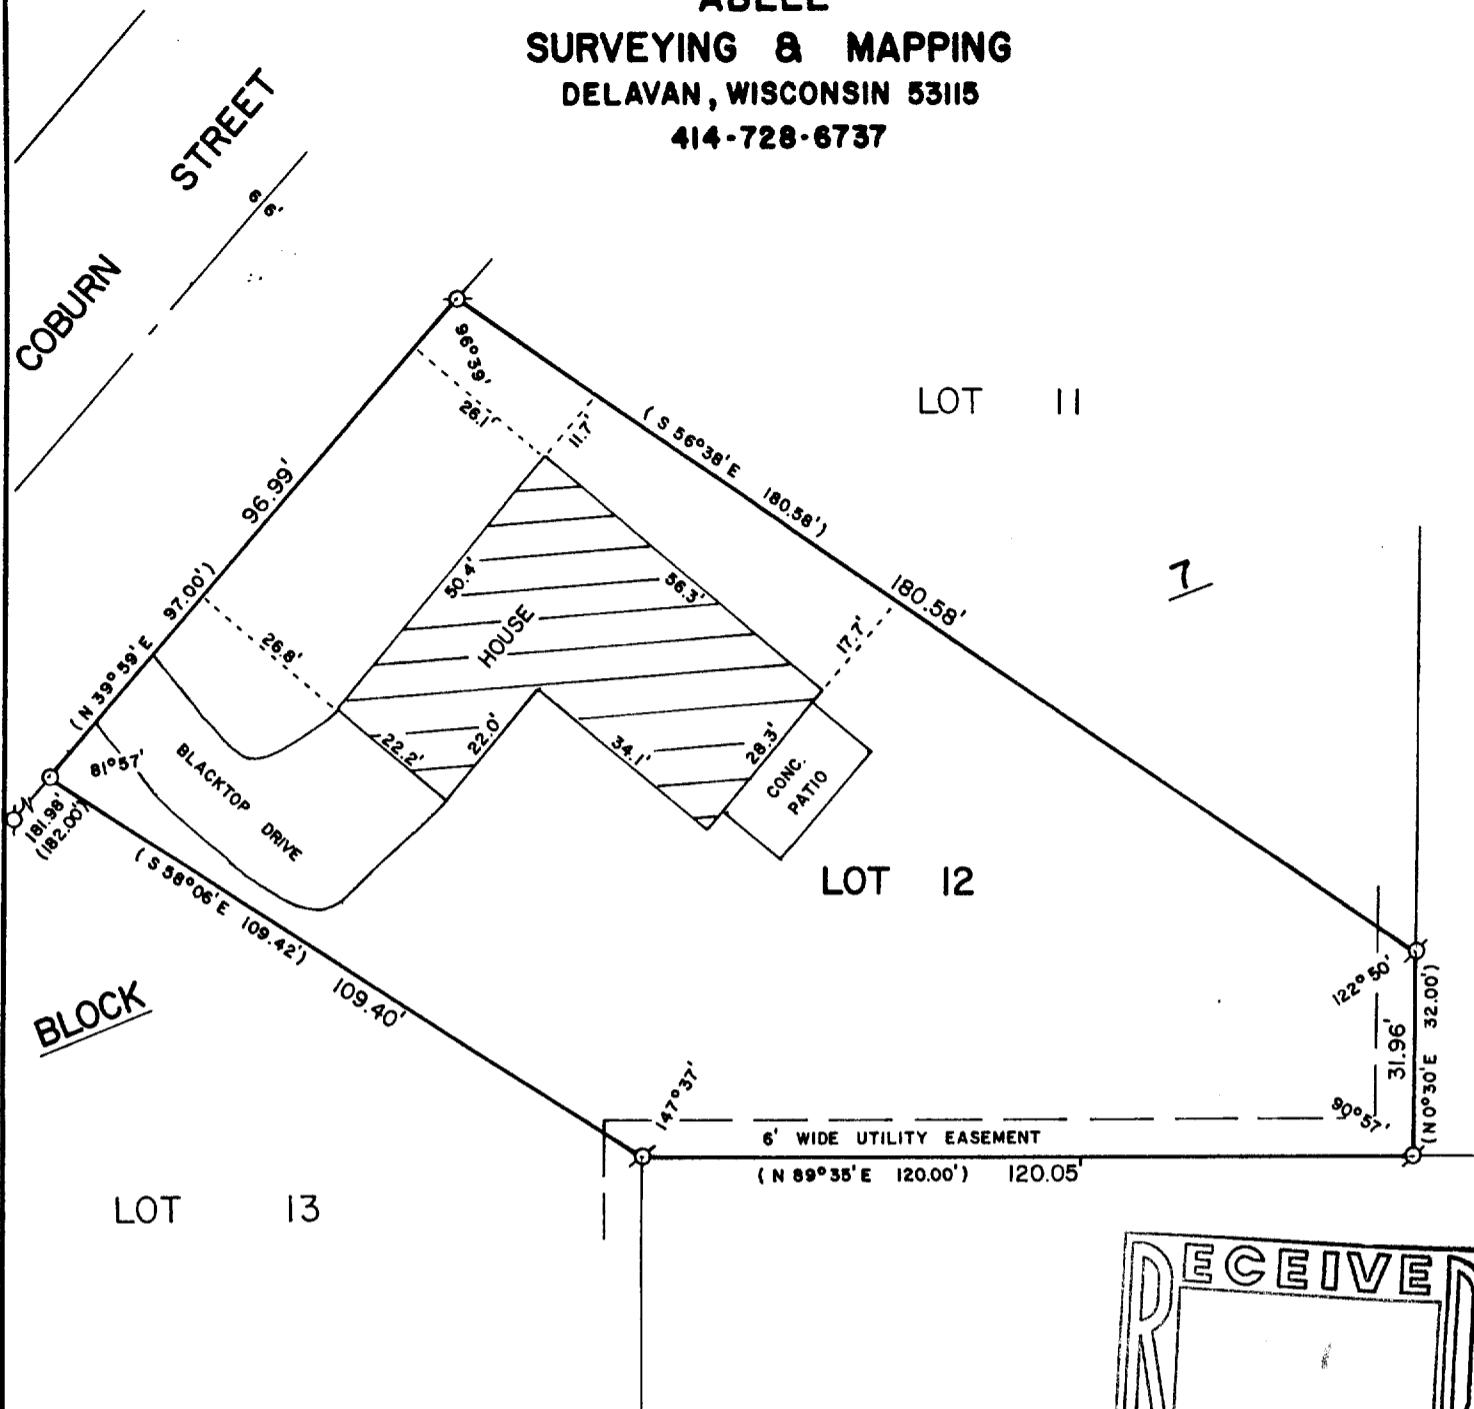 ABELL
SURVEYING & MAPPING
DELAVAN, WISCONSIN 53115
414-728-6737
COBURN STREET
66'
96°39'
26.1'
11.7'
LOT 11
(S 56°38'E 180.58')
180.58'
7
96.99'
(N 39°59'E 97.00')
50.4'
56.3'
HOUSE
17.7'
26.8'
22.2'
22.0'
34.1'
28.3'
CONC.
PATIO
81°57'
BLACKTOP DRIVE
181.98'
(182.00')
(S 58°06'E 109.42')
109.40'
LOT 12
BLOCK
122°50'
31.96'
(N 0°30'E 32.00')
90°57'
147°37'
6' WIDE UTILITY EASEMENT
(N 89°35'E 120.00') 120.05'
LOT 13
RECEIVED